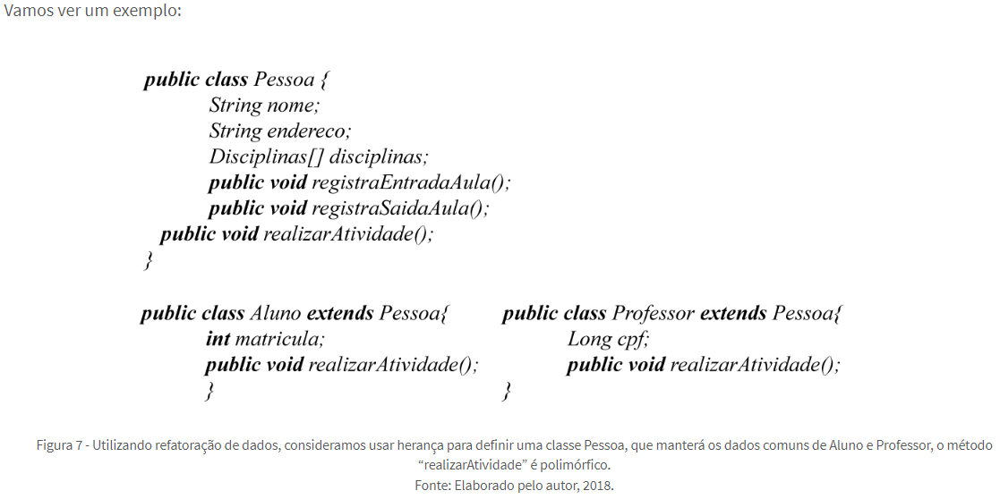 Vamos ver um exemplo:
public class Pessoa {
String nome;
String endereco;
Disciplinas[] disciplinas;
public void registraEntradaAula();
public void registraSaidaAula();
public void realizarAtividade();
}
public class Aluno extends Pessoa{
int matricula;
public void realizarAtividade();
}
public class Professor extends Pessoa{
Long cpf;
public void realizarAtividade();
}
Figura 7 - Utilizando refatoração de dados, consideramos usar herança para definir uma classe Pessoa, que manterá os dados comuns de Aluno e Professor, o método
“realizarAtividade” é polimórfico.
Fonte: Elaborado pelo autor, 2018.